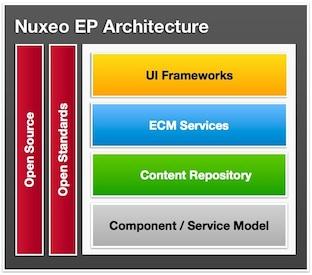 Nuxeo EP Architecture
Open Source
Open Standards
UI Frameworks
ECM Services
Content Repository
Component / Service Model